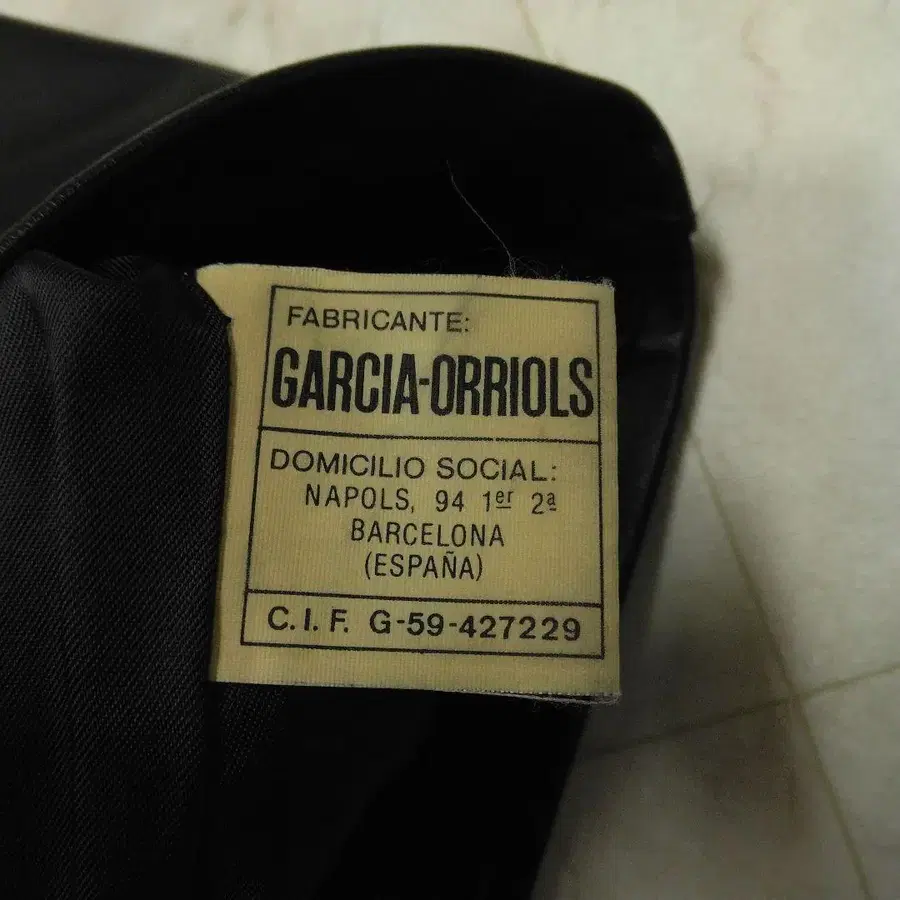 FABRICANTE:
GARCIA-ORRIOLS
DOMICILIO SOCIAL:
NAPOLS, 94 1er 2ª
BARCELONA
(ESPAÑA)
C.I.F. G-59-427229